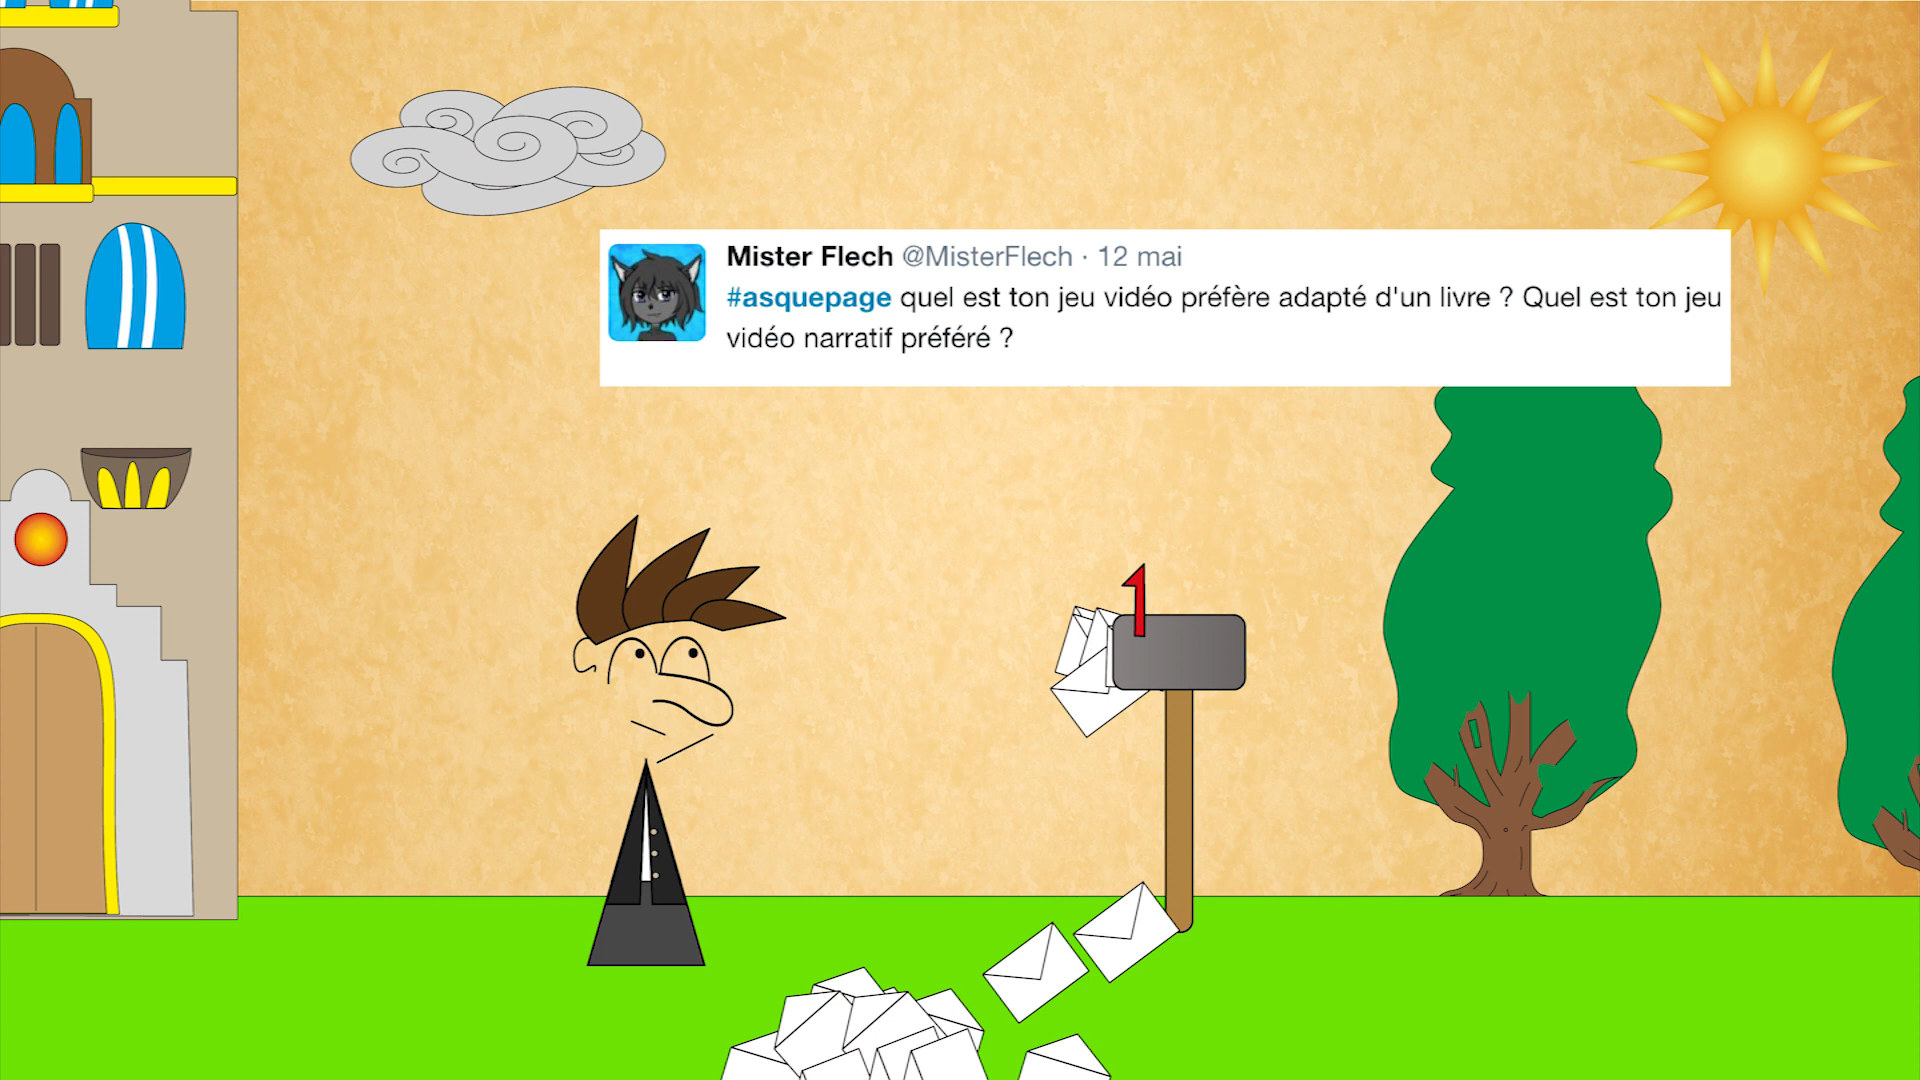 Mister Flech @MisterFlech · 12 mai
#asquepage quel est ton jeu vidéo préfère adapté d'un livre ? Quel est ton jeu
vidéo narratif préféré ?